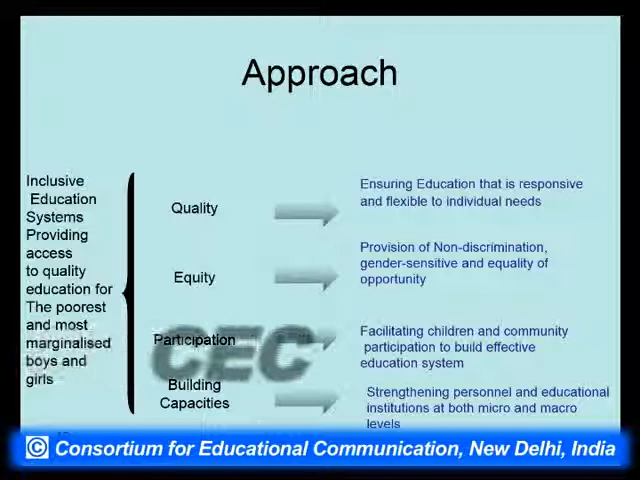 Approach
Inclusive
Education
Systems
Providing
access
to quality
education for
The poorest
and most
marginalised
boys and
girls
Quality
Ensuring Education that is responsive
and flexible to individual needs
Equity
Provision of Non-discrimination,
gender-sensitive and equality of
opportunity
Participation
CEC
Facilitating children and community
participation to build effective
education system
Building
Capacities
Strengthening personnel and educational
institutions at both micro and macro
levels
© Consortium for Educational Communication, New Delhi, India